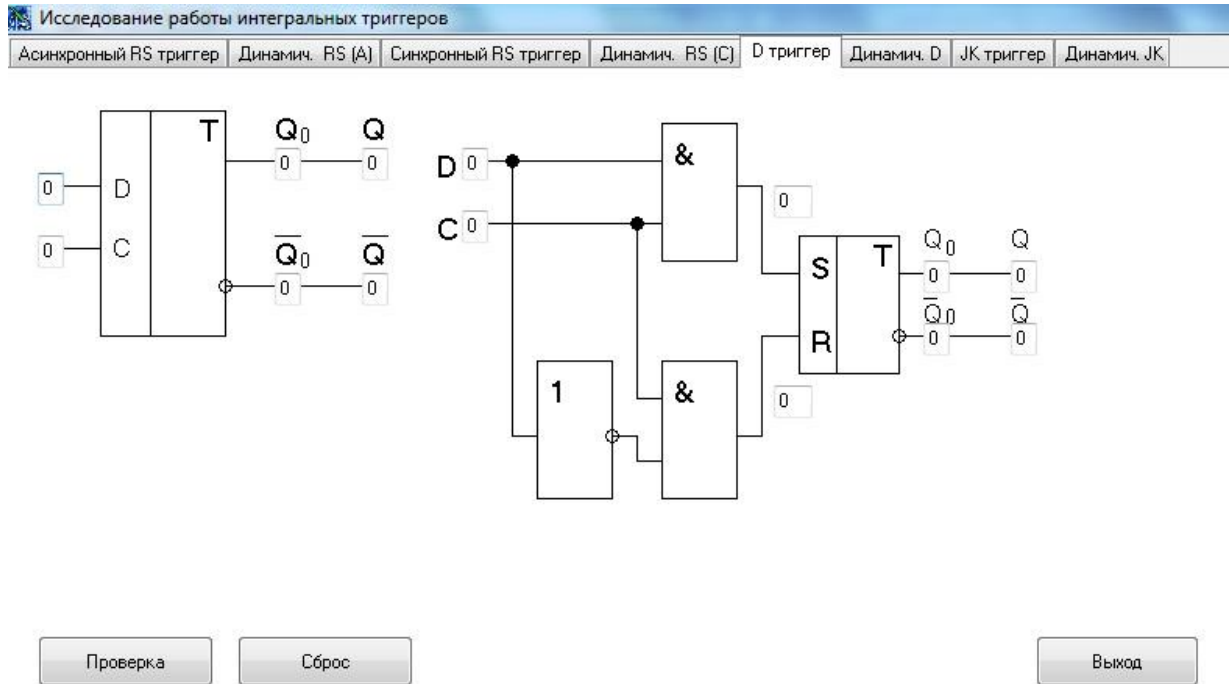 Исследование работы интегральных триггеров
Асинхронный RS триггер Динамич. RS (A) Синхронный RS триггер Динамич. RS (C) D триггер Динамич. D JK триггер Динамич. JK
T Q0 Q
0 0
0 D
0 C
Q0 Q
0 0
D 0
C 0
&
0
S T Q0 Q
0 0
R Q0 Q
0 0
1 &
0
Проверка Сброс Выход